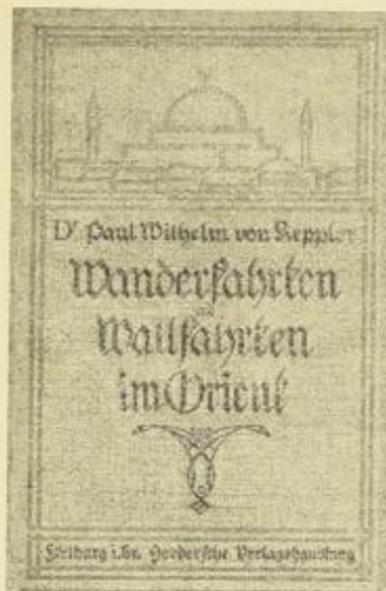 Dr Paul Wilhelm von Keppler
Wanderfahrten
und
Wallfahrten
im Orient
Freiburg i. Br. Herdersche Verlagshandlung